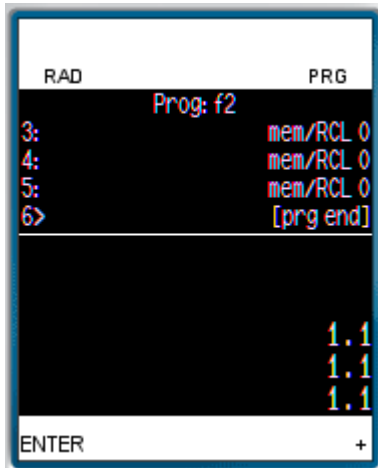 RAD PRG
Prog: f2
3: mem/RCL 0
4: mem/RCL 0
5: mem/RCL 0
6> [prg end]
1.1
1.1
1.1
ENTER +